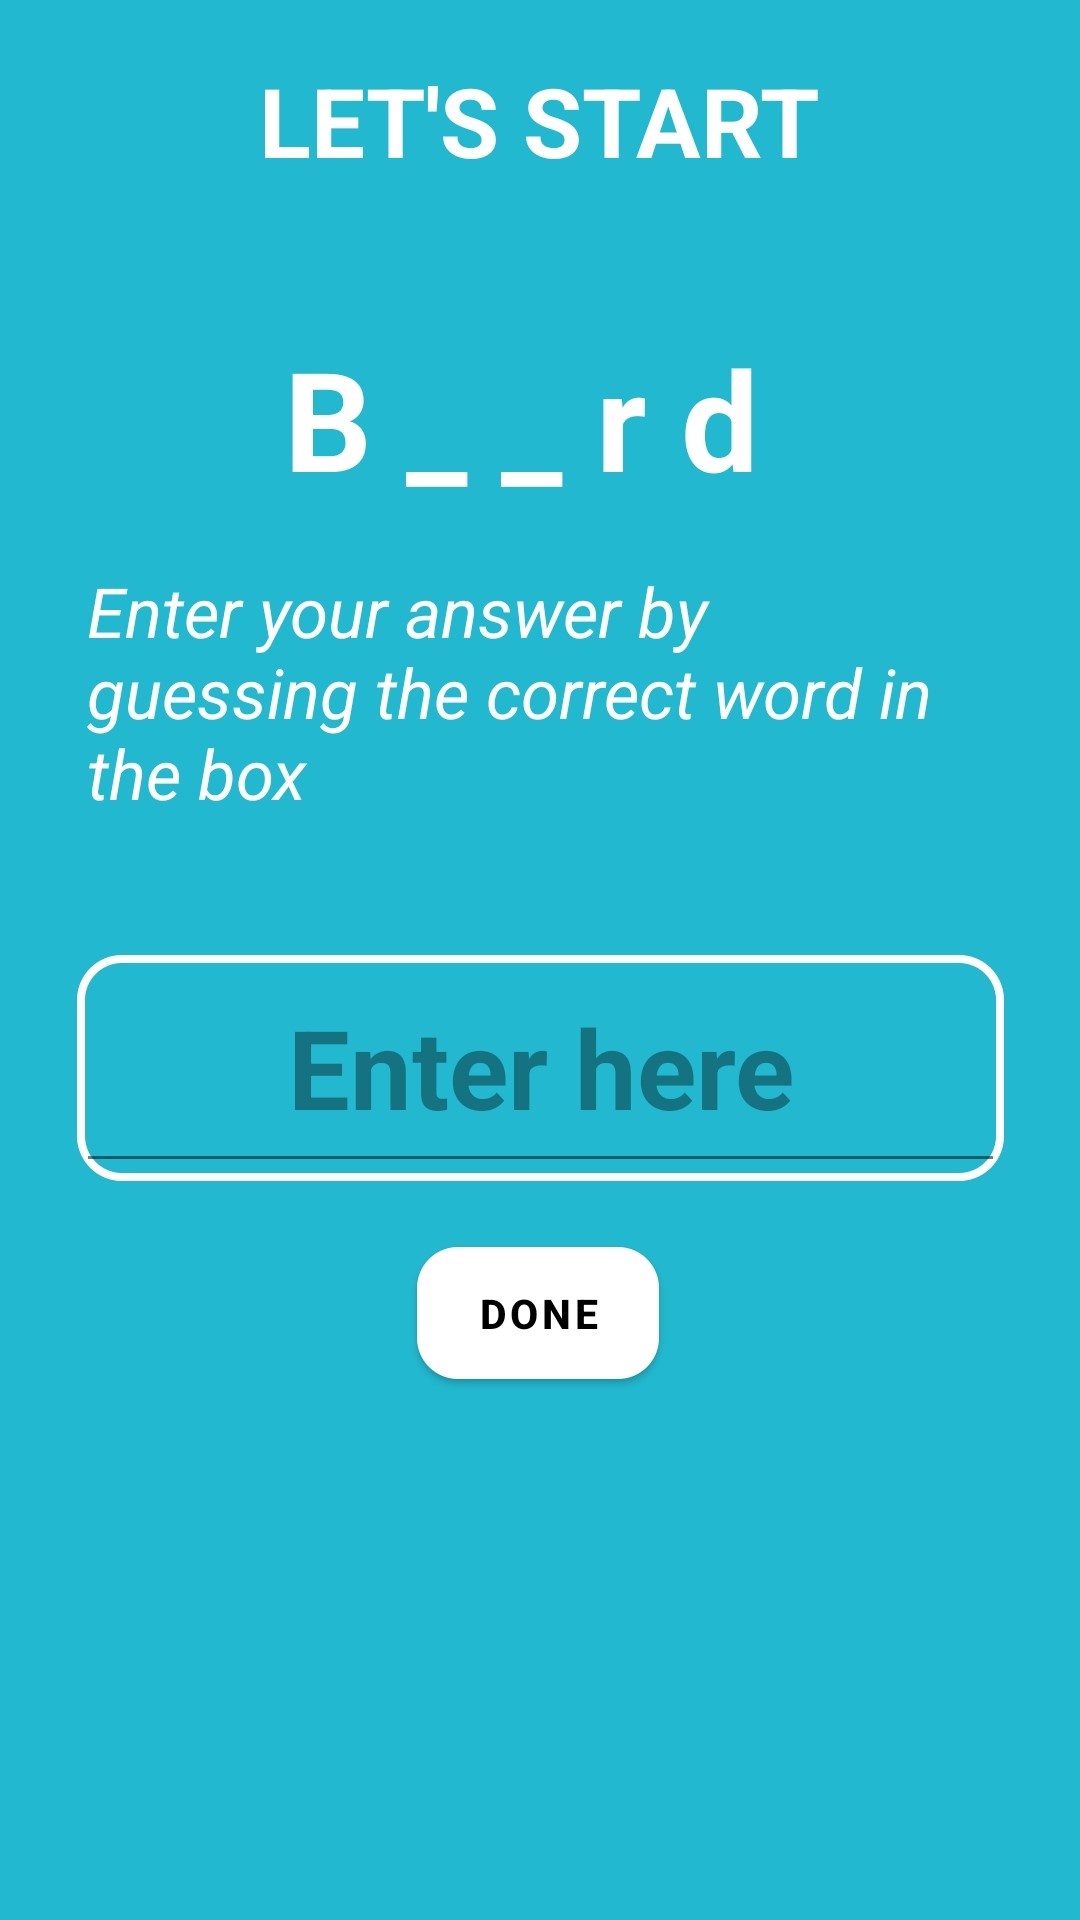 LET'S START
B _ _ r d
Enter your answer by
guessing the correct word in
the box
Enter here
DONE